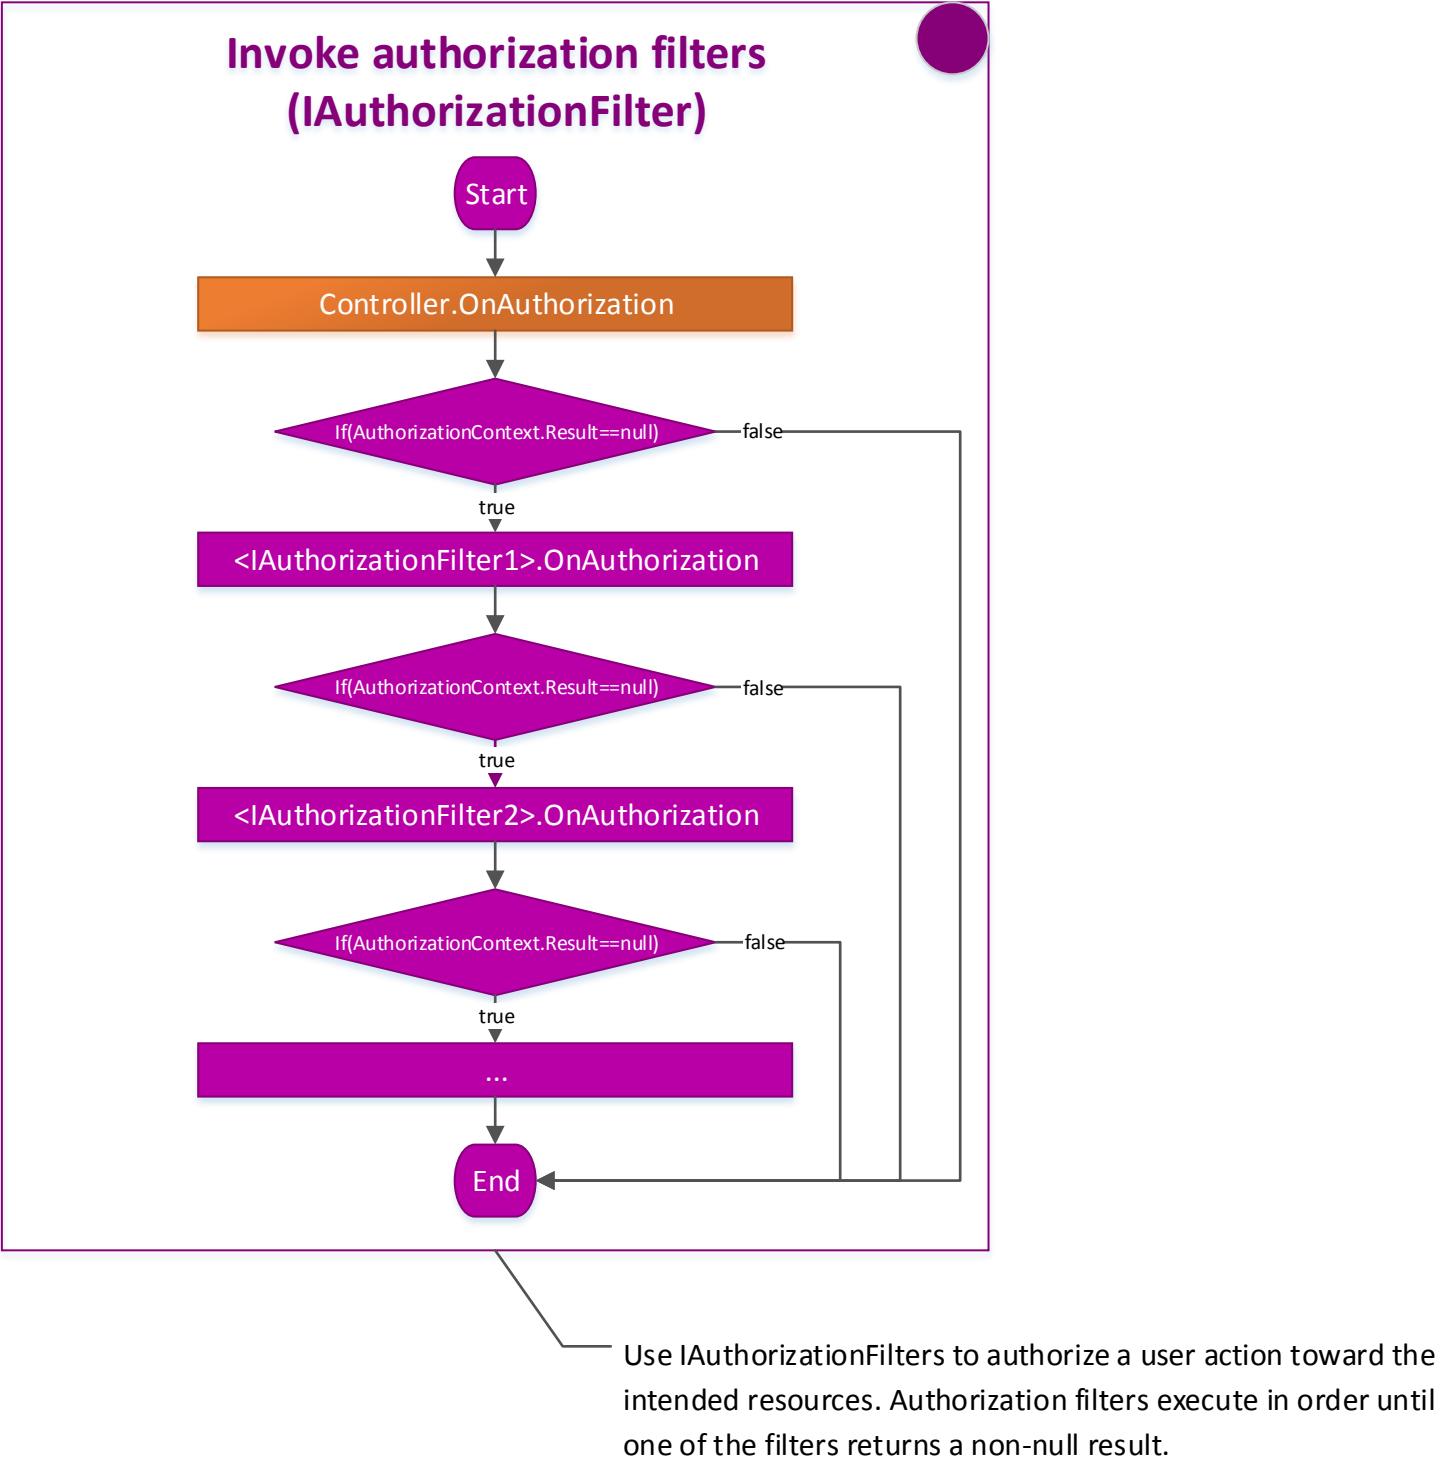 Invoke authorization filters
(IAuthorizationFilter)
Start
Controller.OnAuthorization
If(AuthorizationContext.Result==null)
false
true
<IAuthorizationFilter1>.OnAuthorization
If(AuthorizationContext.Result==null)
false
true
<IAuthorizationFilter2>.OnAuthorization
If(AuthorizationContext.Result==null)
false
true
...
End
Use IAuthorizationFilters to authorize a user action toward the
intended resources. Authorization filters execute in order until
one of the filters returns a non-null result.